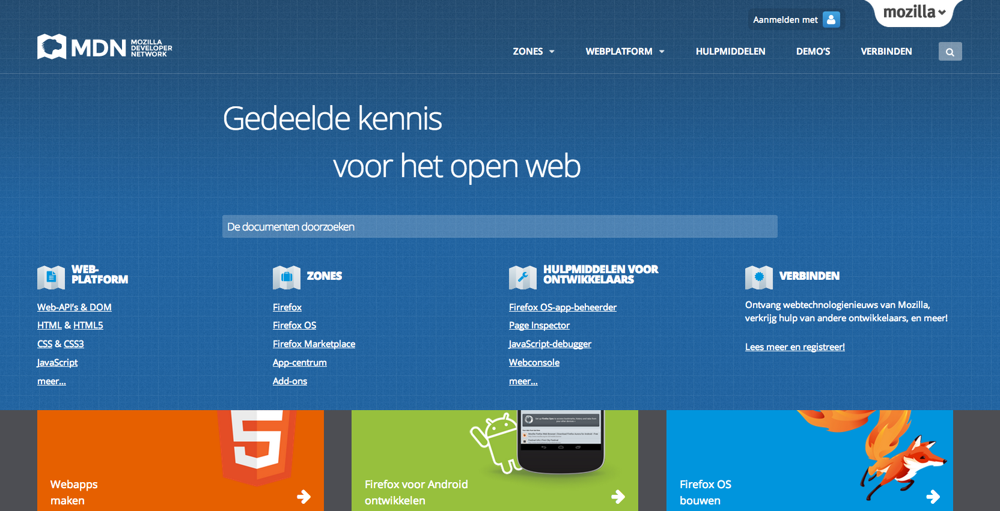 mozilla
Aanmelden met
MDN MOZILLA DEVELOPER NETWORK
ZONES WEBPLATFORM HULPMIDDELEN DEMO'S VERBINDEN
Gedeelde kennis
voor het open web
De documenten doorzoeken
WEB-
PLATFORM
Web-API's & DOM
HTML & HTML5
CSS & CSS3
JavaScript
meer...
ZONES
Firefox
Firefox OS
Firefox Marketplace
App-centrum
Add-ons
HULPMIDDELEN VOOR
ONTWIKKELAARS
Firefox OS-app-beheerder
Page Inspector
JavaScript-debugger
Webconsole
meer...
VERBINDEN
Ontvang webtechnologienieuws van Mozilla,
verkrijg hulp van andere ontwikkelaars, en meer!
Lees meer en registreer!
Webapps
maken
Firefox voor Android
ontwikkelen
Firefox OS
bouwen